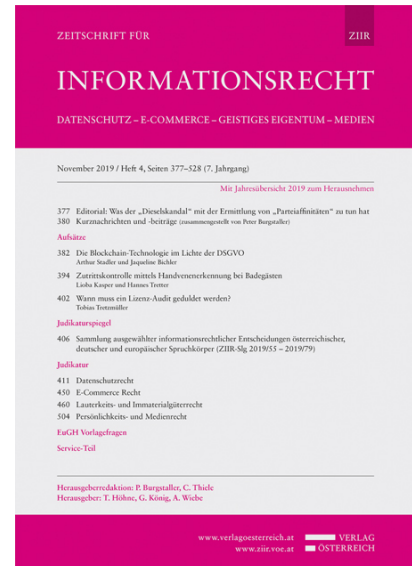 ZEITSCHRIFT FÜR
ZIIR
INFORMATIONSRECHT
DATENSCHUTZ – E-COMMERCE – GEISTIGES EIGENTUM – MEDIEN
November 2019 / Heft 4, Seiten 377–528 (7. Jahrgang)
Mit Jahresübersicht 2019 zum Herausnehmen
377 Editorial: Was der „Dieselskandal“ mit der Ermittlung von „Parteiaffinitäten“ zu tun hat
380 Kurznachrichten und -beiträge (zusammengestellt von Peter Burgstaller)
Aufsätze
382 Die Blockchain-Technologie im Lichte der DSGVO
Arthur Stadler und Jaqueline Bichler
394 Zutrittskontrolle mittels Handvenenerkennung bei Badegästen
Lioba Kasper und Hannes Tretter
402 Wann muss ein Lizenz-Audit geduldet werden?
Tobias Tretzmüller
Judikaturspiegel
406 Sammlung ausgewählter informationsrechtlicher Entscheidungen österreichischer,
deutscher und europäischer Spruchkörper (ZIIR-Slg 2019/55 – 2019/79)
Judikatur
411 Datenschutzrecht
450 E-Commerce Recht
460 Lauterkeits- und Immaterialgüterrecht
504 Persönlichkeits- und Medienrecht
EuGH Vorlagefragen
Service-Teil
Herausgeberredaktion: P. Burgstaller, C. Thiele
Herausgeber: T. Höhne, G. König, A. Wiebe
www.verlagoesterreich.at
www.ziir.voe.at
VERLAG
ÖSTERREICH